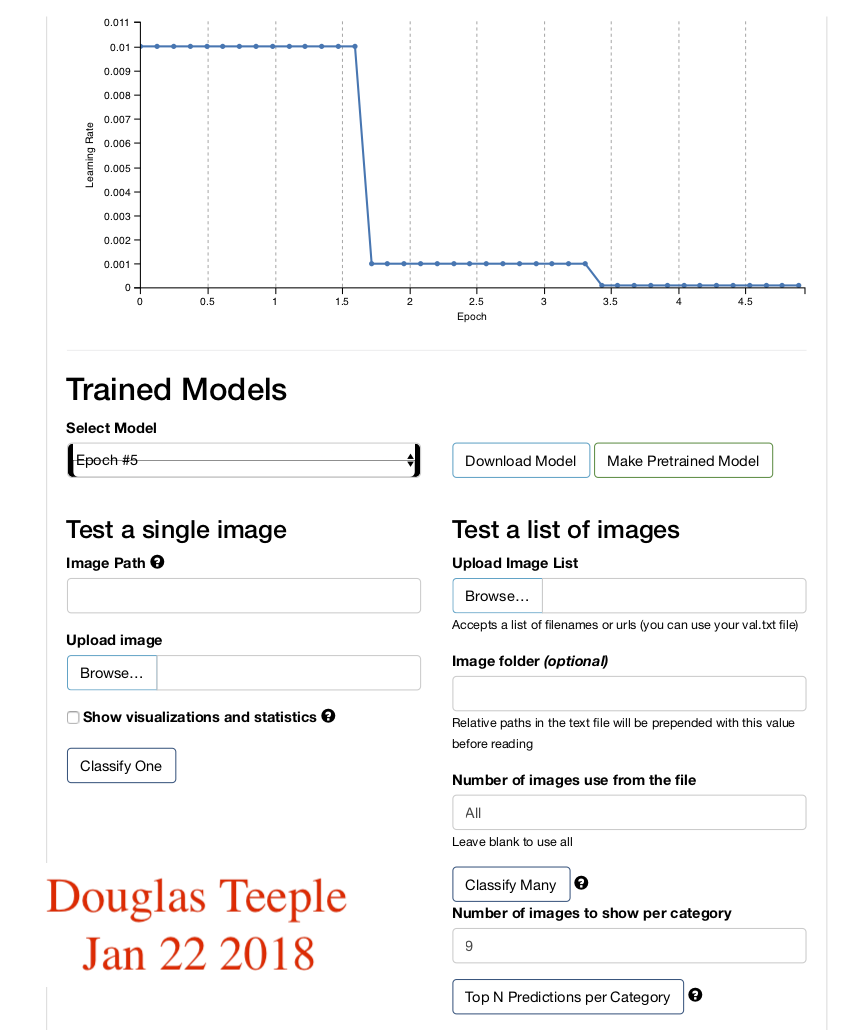 0.011
0.01
0.009
0.008
0.007
0.006
0.005
0.004
0.003
0.002
0.001
0
Learning Rate
0 0.5 1 1.5 2 2.5 3 3.5 4 4.5
Epoch
Trained Models
Select Model
Epoch #5
Download Model Make Pretrained Model
Test a single image
Image Path ?
Upload image
Browse...
Show visualizations and statistics ?
Classify One
Test a list of images
Upload Image List
Browse...
Accepts a list of filenames or urls (you can use your val.txt file)
Image folder (optional)
Relative paths in the text file will be prepended with this value
before reading
Number of images use from the file
All
Leave blank to use all
Classify Many ?
Number of images to show per category
9
Top N Predictions per Category ?
Douglas Teeple
Jan 22 2018